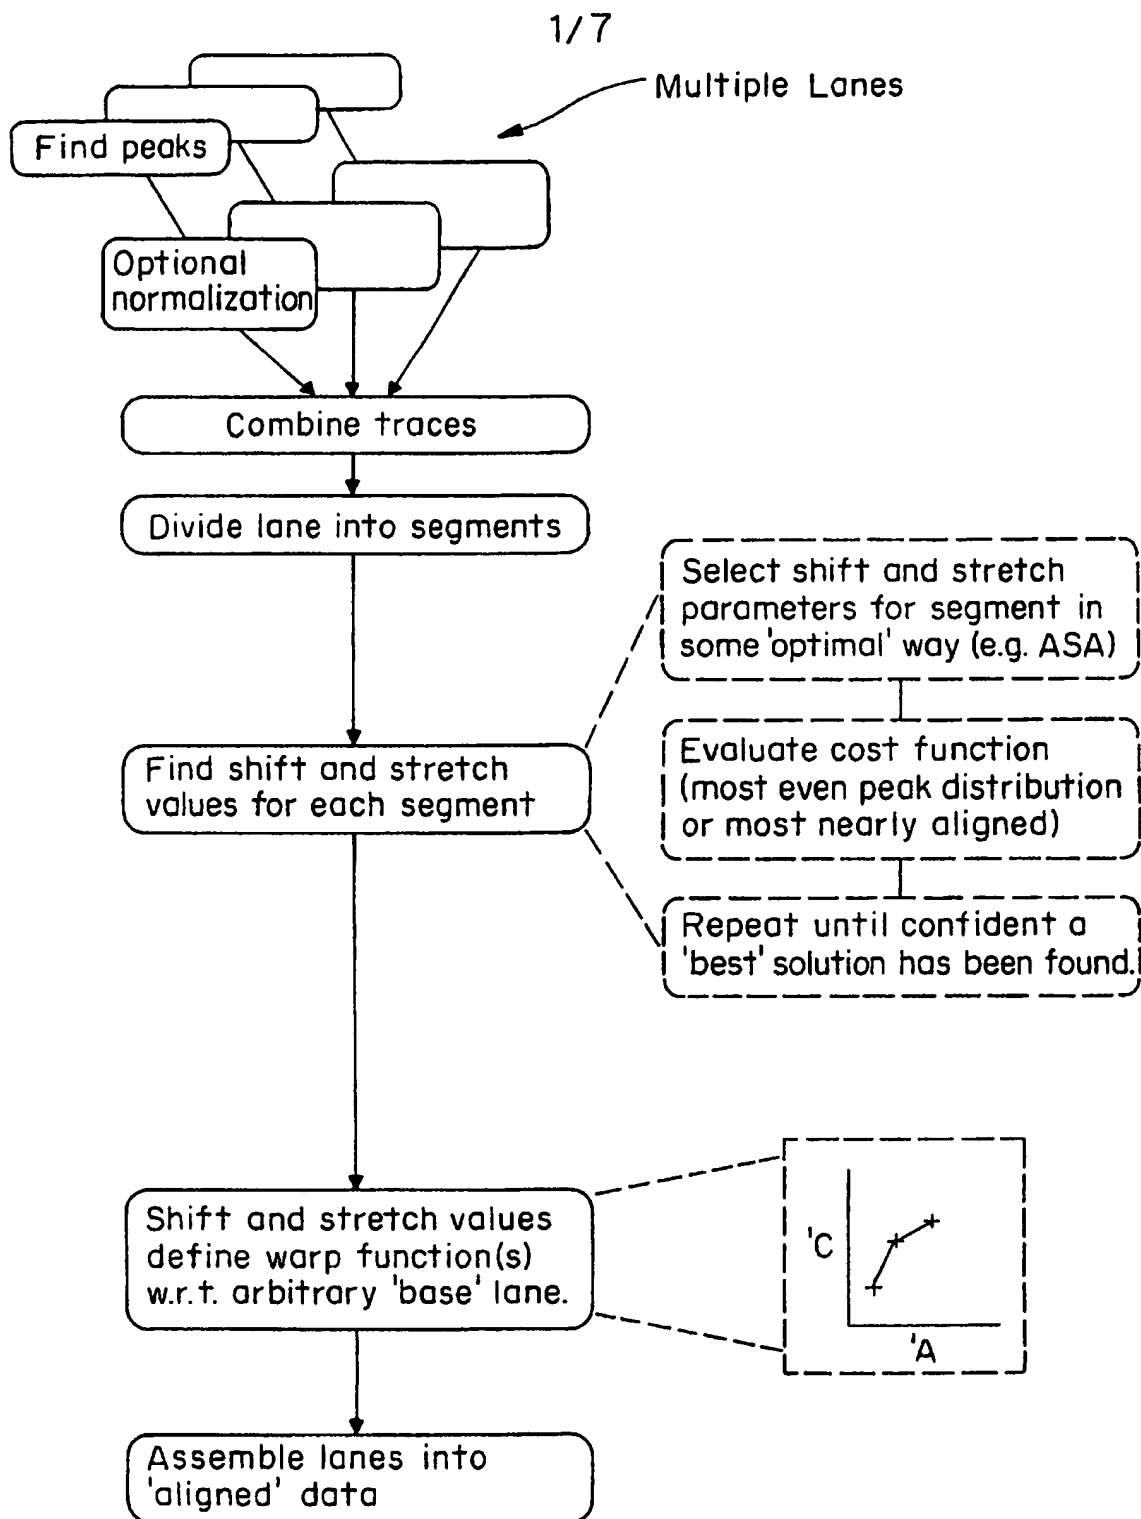 1/7
Multiple Lanes
Find peaks
Optional
normalization
Combine traces
Divide lane into segments
Select shift and stretch
parameters for segment in
some 'optimal' way (e.g. ASA)
Find shift and stretch
values for each segment
Evaluate cost function
(most even peak distribution
or most nearly aligned)
Repeat until confident a
'best' solution has been found.
Shift and stretch values
define warp function(s)
w.r.t. arbitrary 'base' lane.
'C
'A
Assemble lanes into
'aligned' data